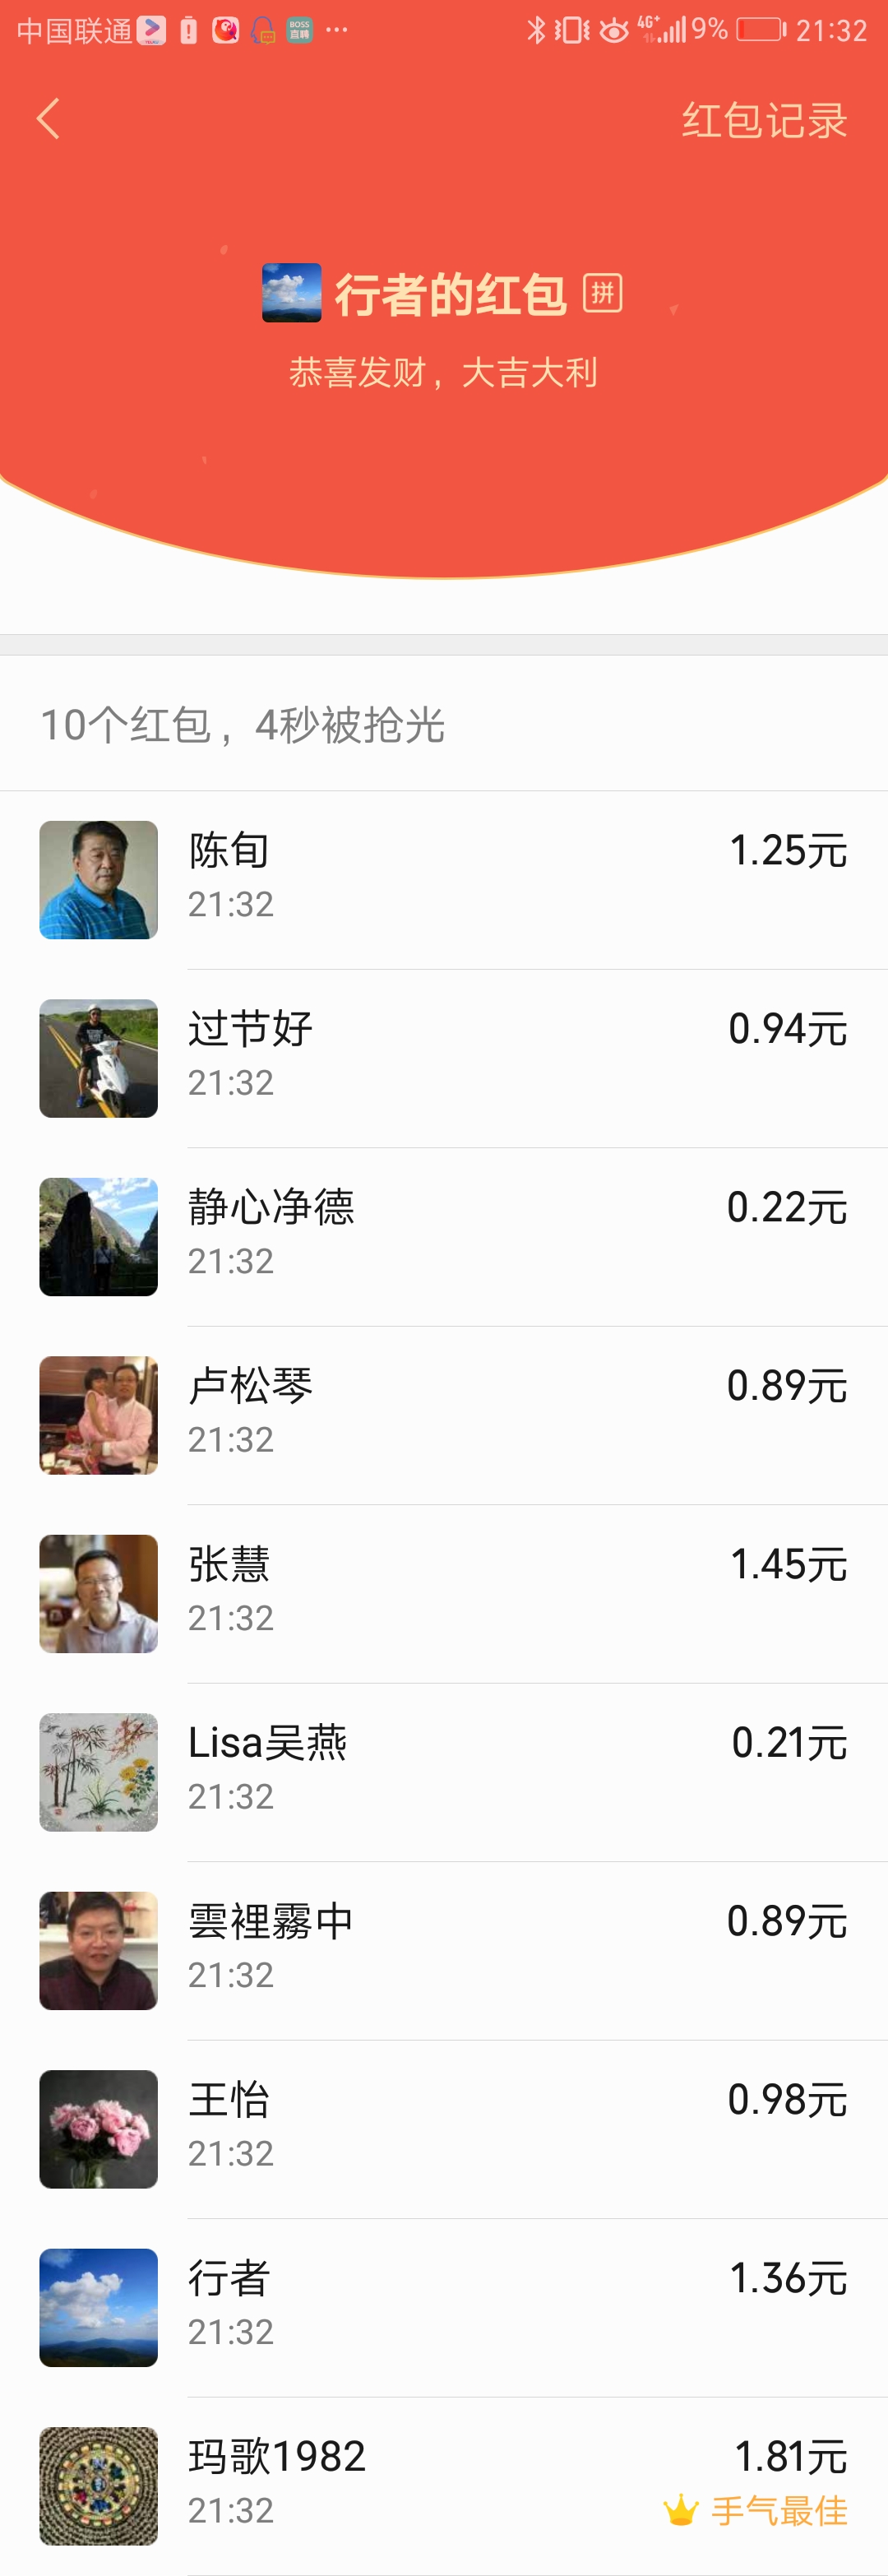 中国联通 BOSS直聘 ··· 4G+ 9% 21:32
红包记录
行者的红包 拼
恭喜发财，大吉大利
10个红包，4秒被抢光
陈旬 1.25元
21:32
过节好 0.94元
21:32
静心净德 0.22元
21:32
卢松琴 0.89元
21:32
张慧 1.45元
21:32
Lisa吴燕 0.21元
21:32
雲裡霧中 0.89元
21:32
王怡 0.98元
21:32
行者 1.36元
21:32
玛歌1982 1.81元
21:32 手气最佳